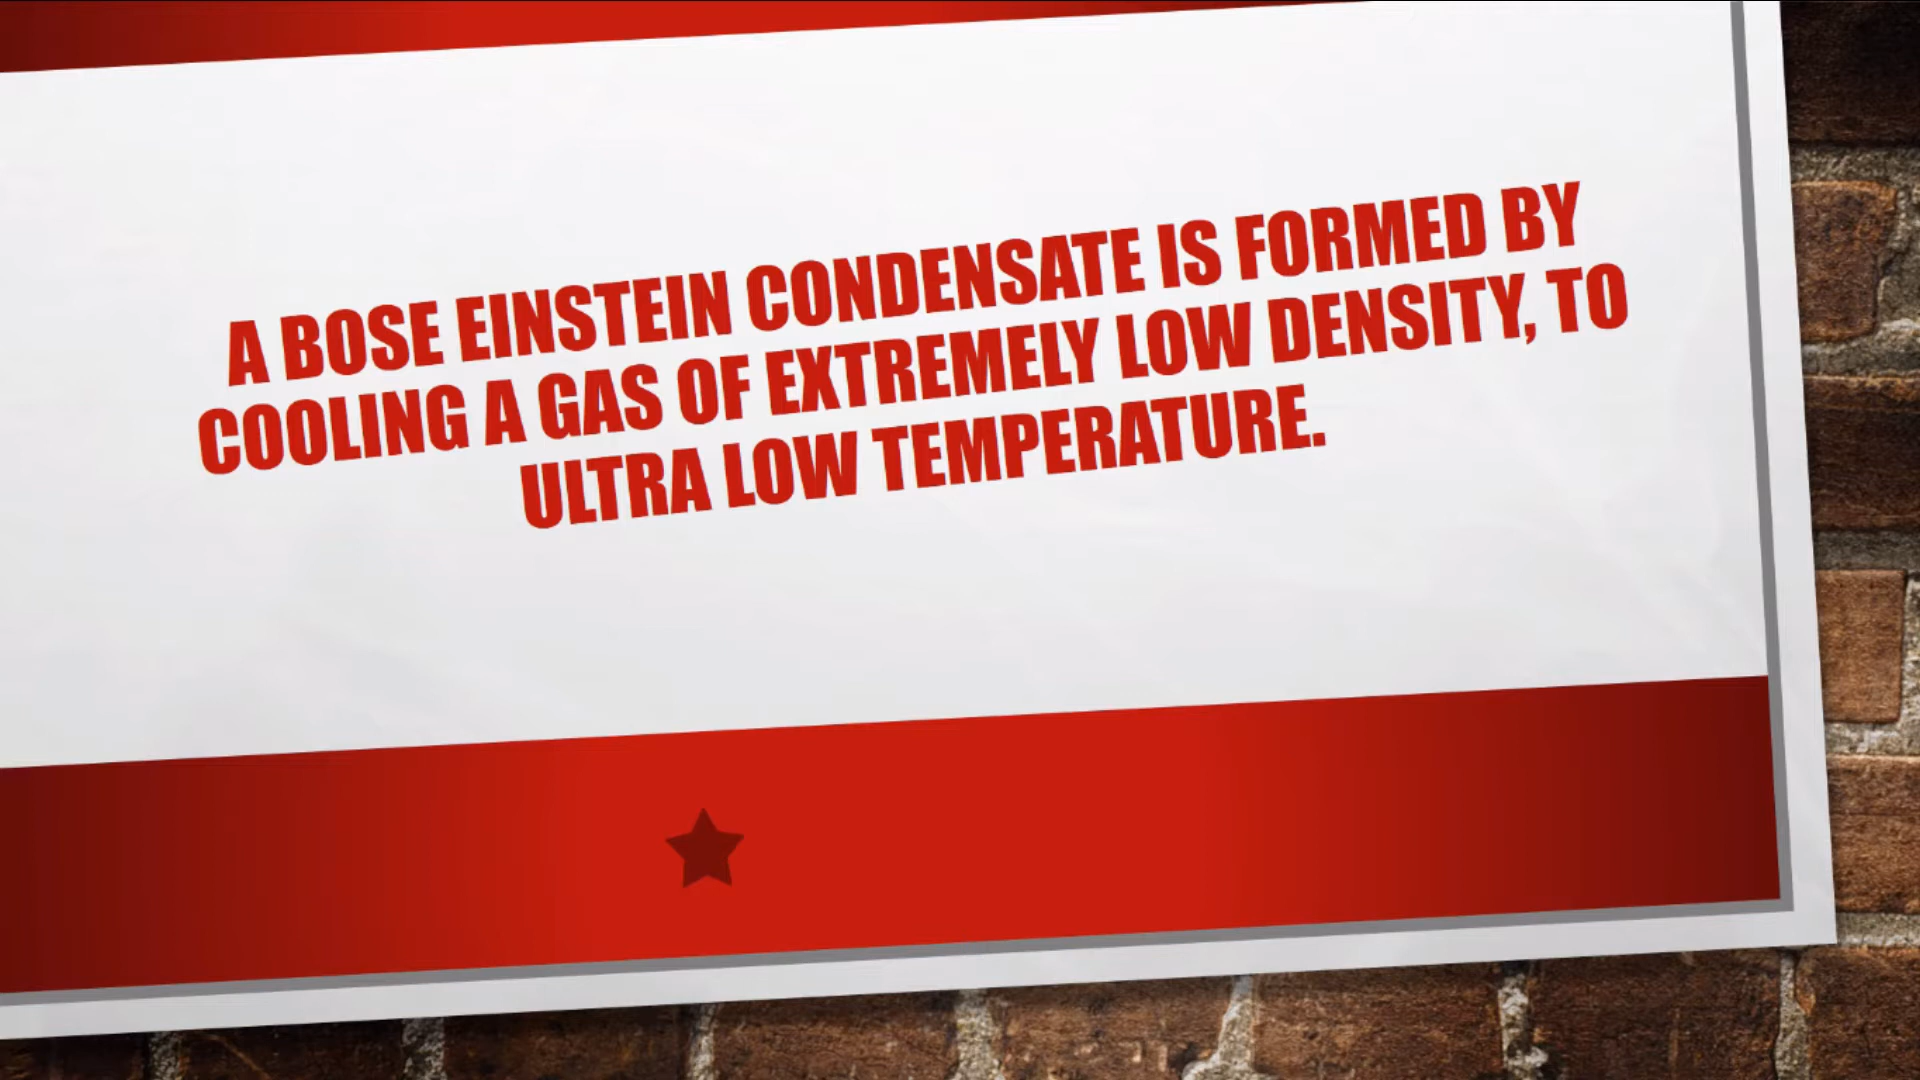 A BOSE EINSTEIN CONDENSATE IS FORMED BY
COOLING A GAS OF EXTREMELY LOW DENSITY, TO
ULTRA LOW TEMPERATURE.